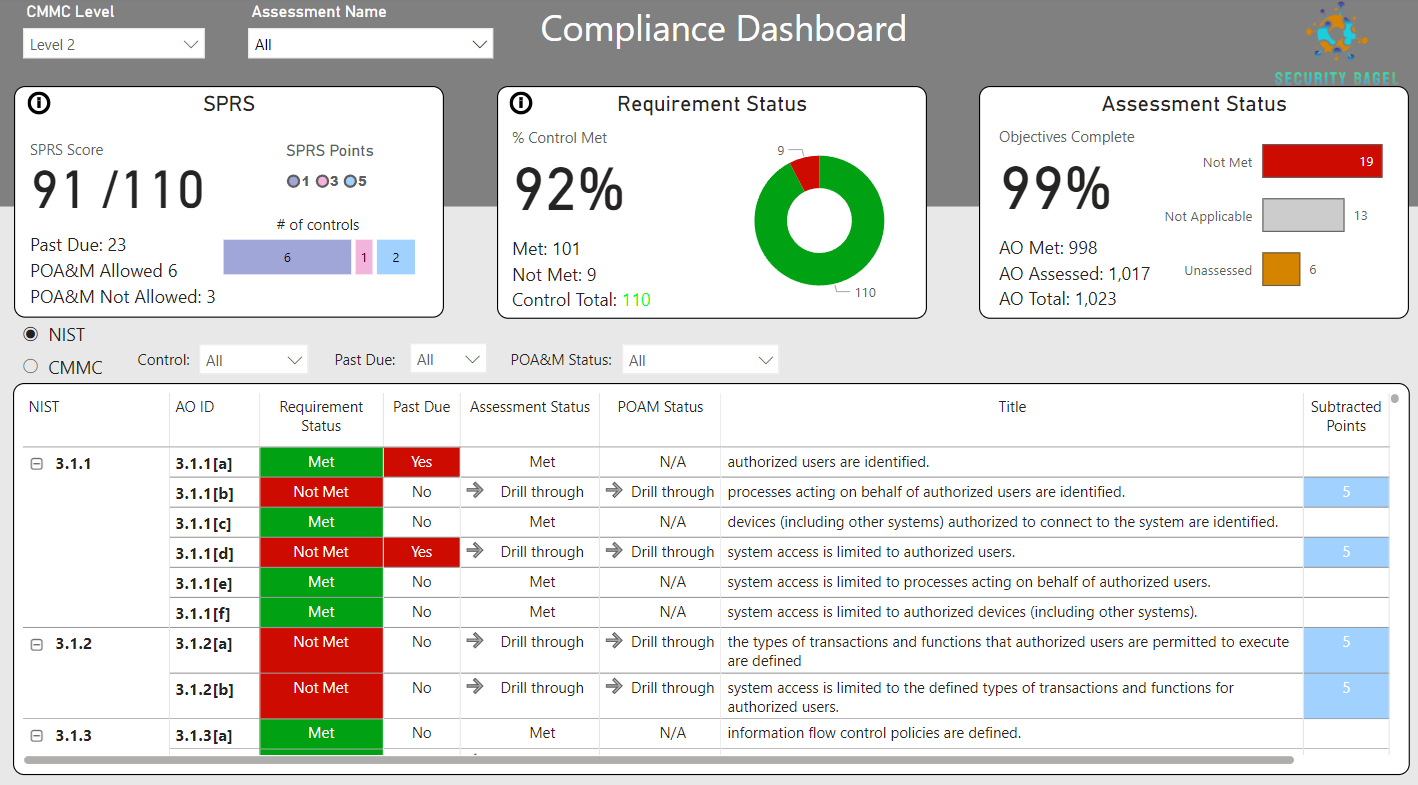 CMMC Level
Assessment Name
Compliance Dashboard
Level 2
All
SECURITY BAGEL
SPRS
SPRS Score
91 /110
SPRS Points
1 3 5
# of controls
6 1 2
Past Due: 23
POA&M Allowed 6
POA&M Not Allowed: 3
Requirement Status
% Control Met
92%
Met: 101
Not Met: 9
Control Total: 110
9
110
Assessment Status
Objectives Complete
99%
AO Met: 998
AO Assessed: 1,017
AO Total: 1,023
Not Met 19
Not Applicable 13
Unassessed 6
NIST
CMMC
Control: All
Past Due: All
POA&M Status: All
NIST AO ID Requirement Status Past Due Assessment Status POAM Status Title Subtracted Points
3.1.1 3.1.1[a] Met Yes Met N/A authorized users are identified.
3.1.1[b] Not Met No Drill through Drill through processes acting on behalf of authorized users are identified. 5
3.1.1[c] Met No Met N/A devices (including other systems) authorized to connect to the system are identified.
3.1.1[d] Not Met Yes Drill through Drill through system access is limited to authorized users. 5
3.1.1[e] Met No Met N/A system access is limited to processes acting on behalf of authorized users.
3.1.1[f] Met No Met N/A system access is limited to authorized devices (including other systems).
3.1.2 3.1.2[a] Not Met No Drill through Drill through the types of transactions and functions that authorized users are permitted to execute 5
are defined
3.1.2[b] Not Met No Drill through Drill through system access is limited to the defined types of transactions and functions for 5
authorized users.
3.1.3 3.1.3[a] Met No Met N/A information flow control policies are defined.